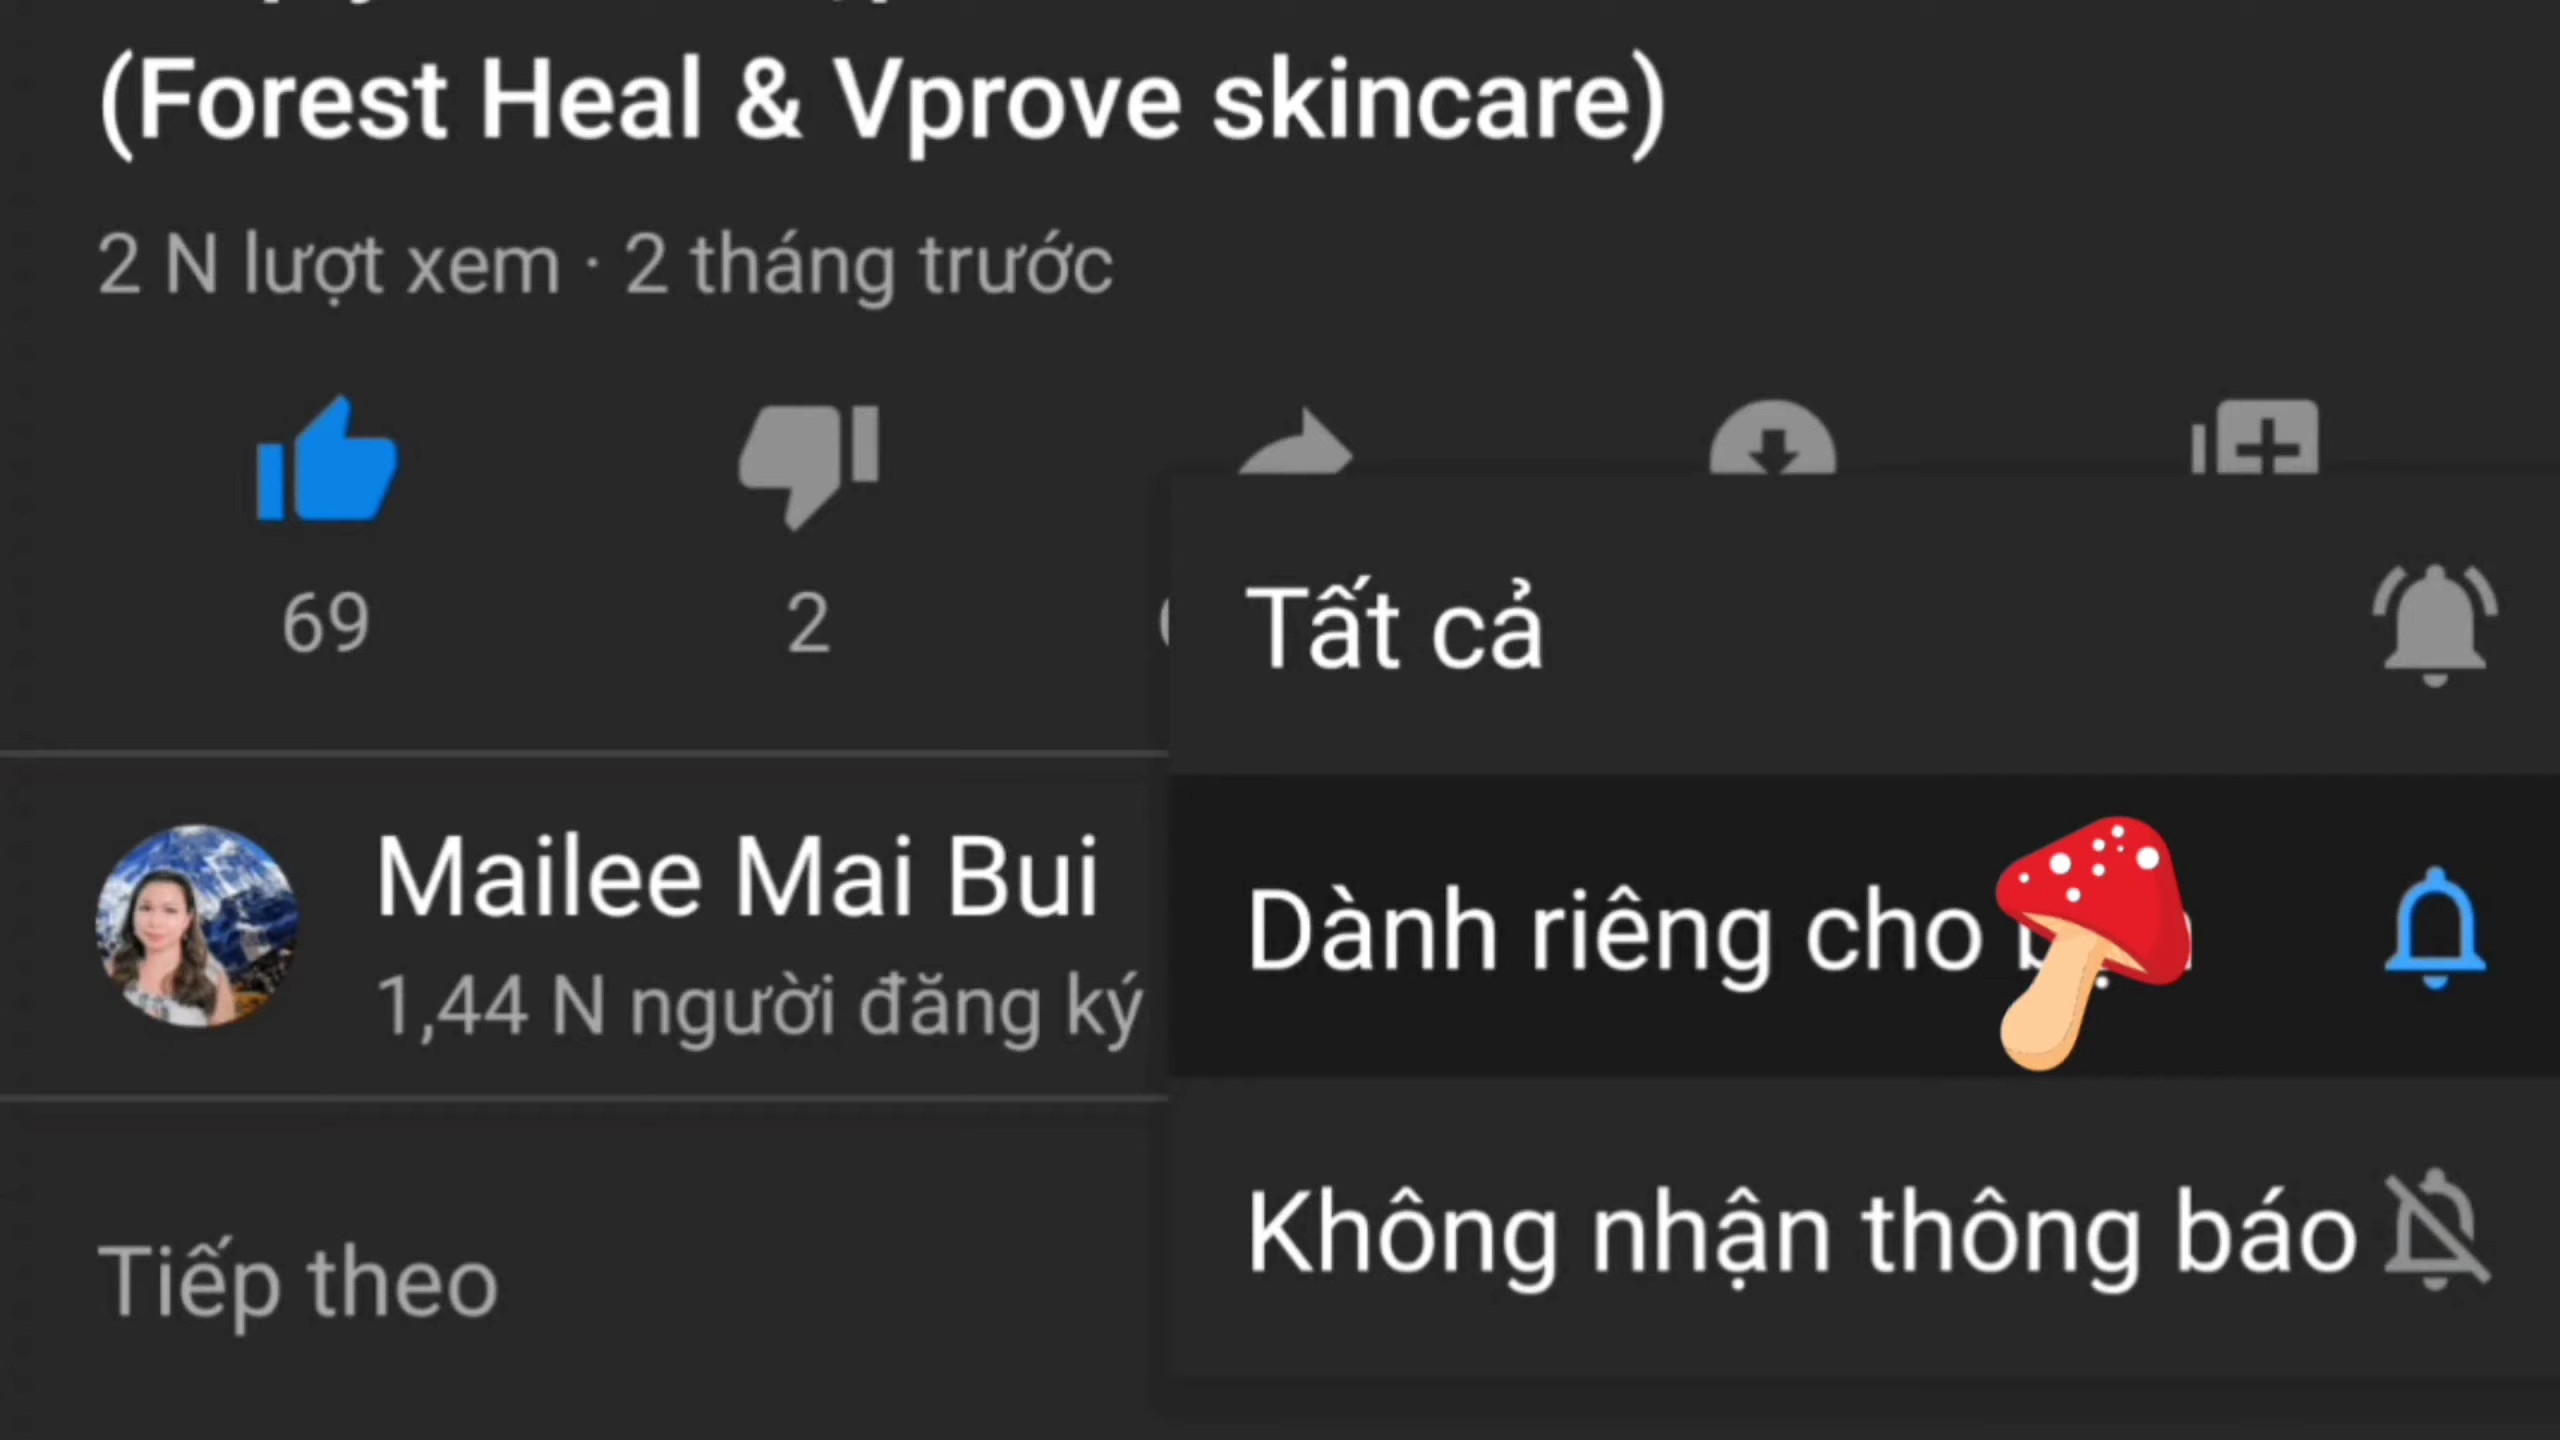 (Forest Heal & Vprove skincare)
2 N lượt xem · 2 tháng trước
69
2
Tất cả
Mailee Mai Bui
1,44 N người đăng ký
Dành riêng cho
Không nhận thông báo
Tiếp theo